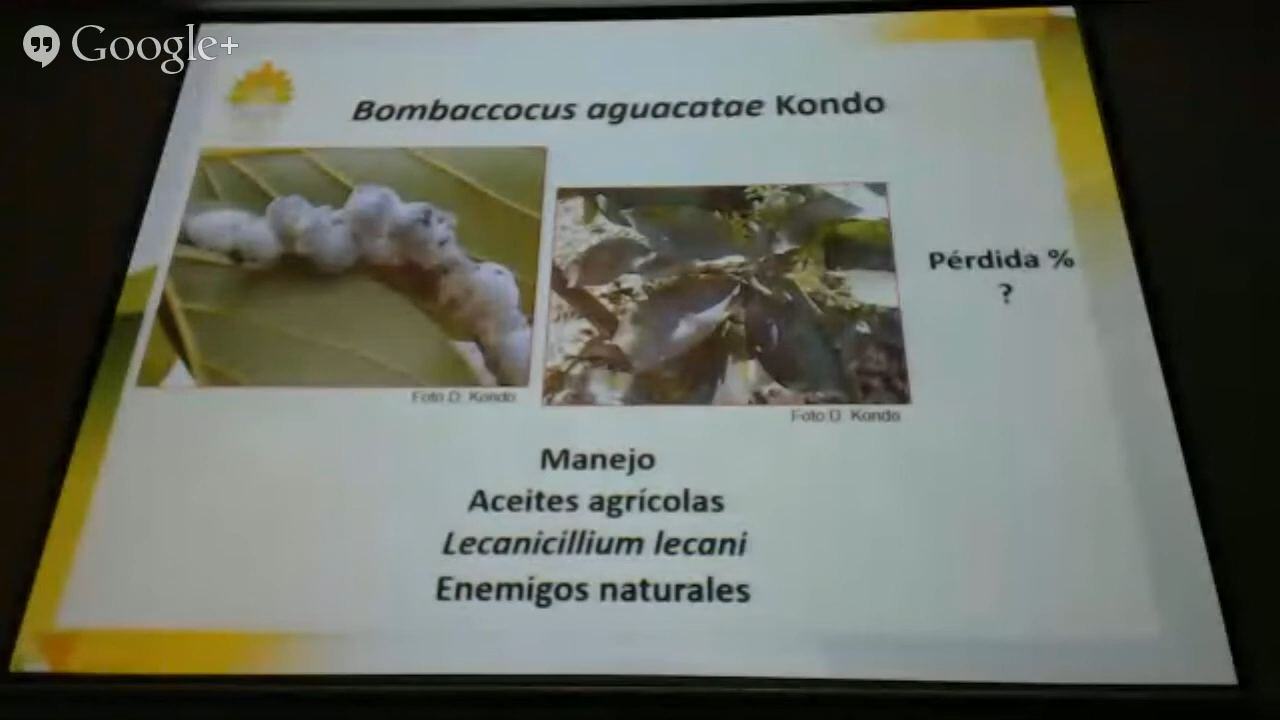 Google+
Bombaccocus aguacatae Kondo
Pérdida %
?
Foto D. Kondo
Foto D. Kondo
Manejo
Aceites agrícolas
Lecanicillium lecani
Enemigos naturales